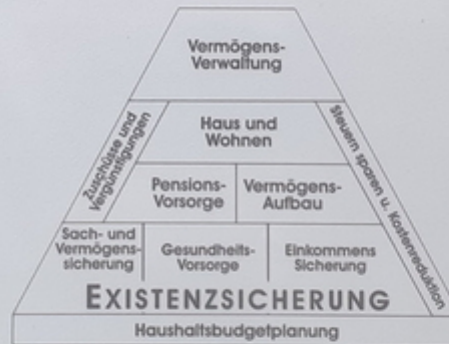 Vermögens-
Verwaltung
Zuschüsse und
Vergünstigungen
Haus und
Wohnen
Steuern sparen u. Kostenreduktion
Pensions-
Vorsorge
Vermögens-
Aufbau
Sach- und
Vermögens-
sicherung
Gesundheits-
Vorsorge
Einkommens
Sicherung
EXISTENZSICHERUNG
Haushaltsbudgetplanung